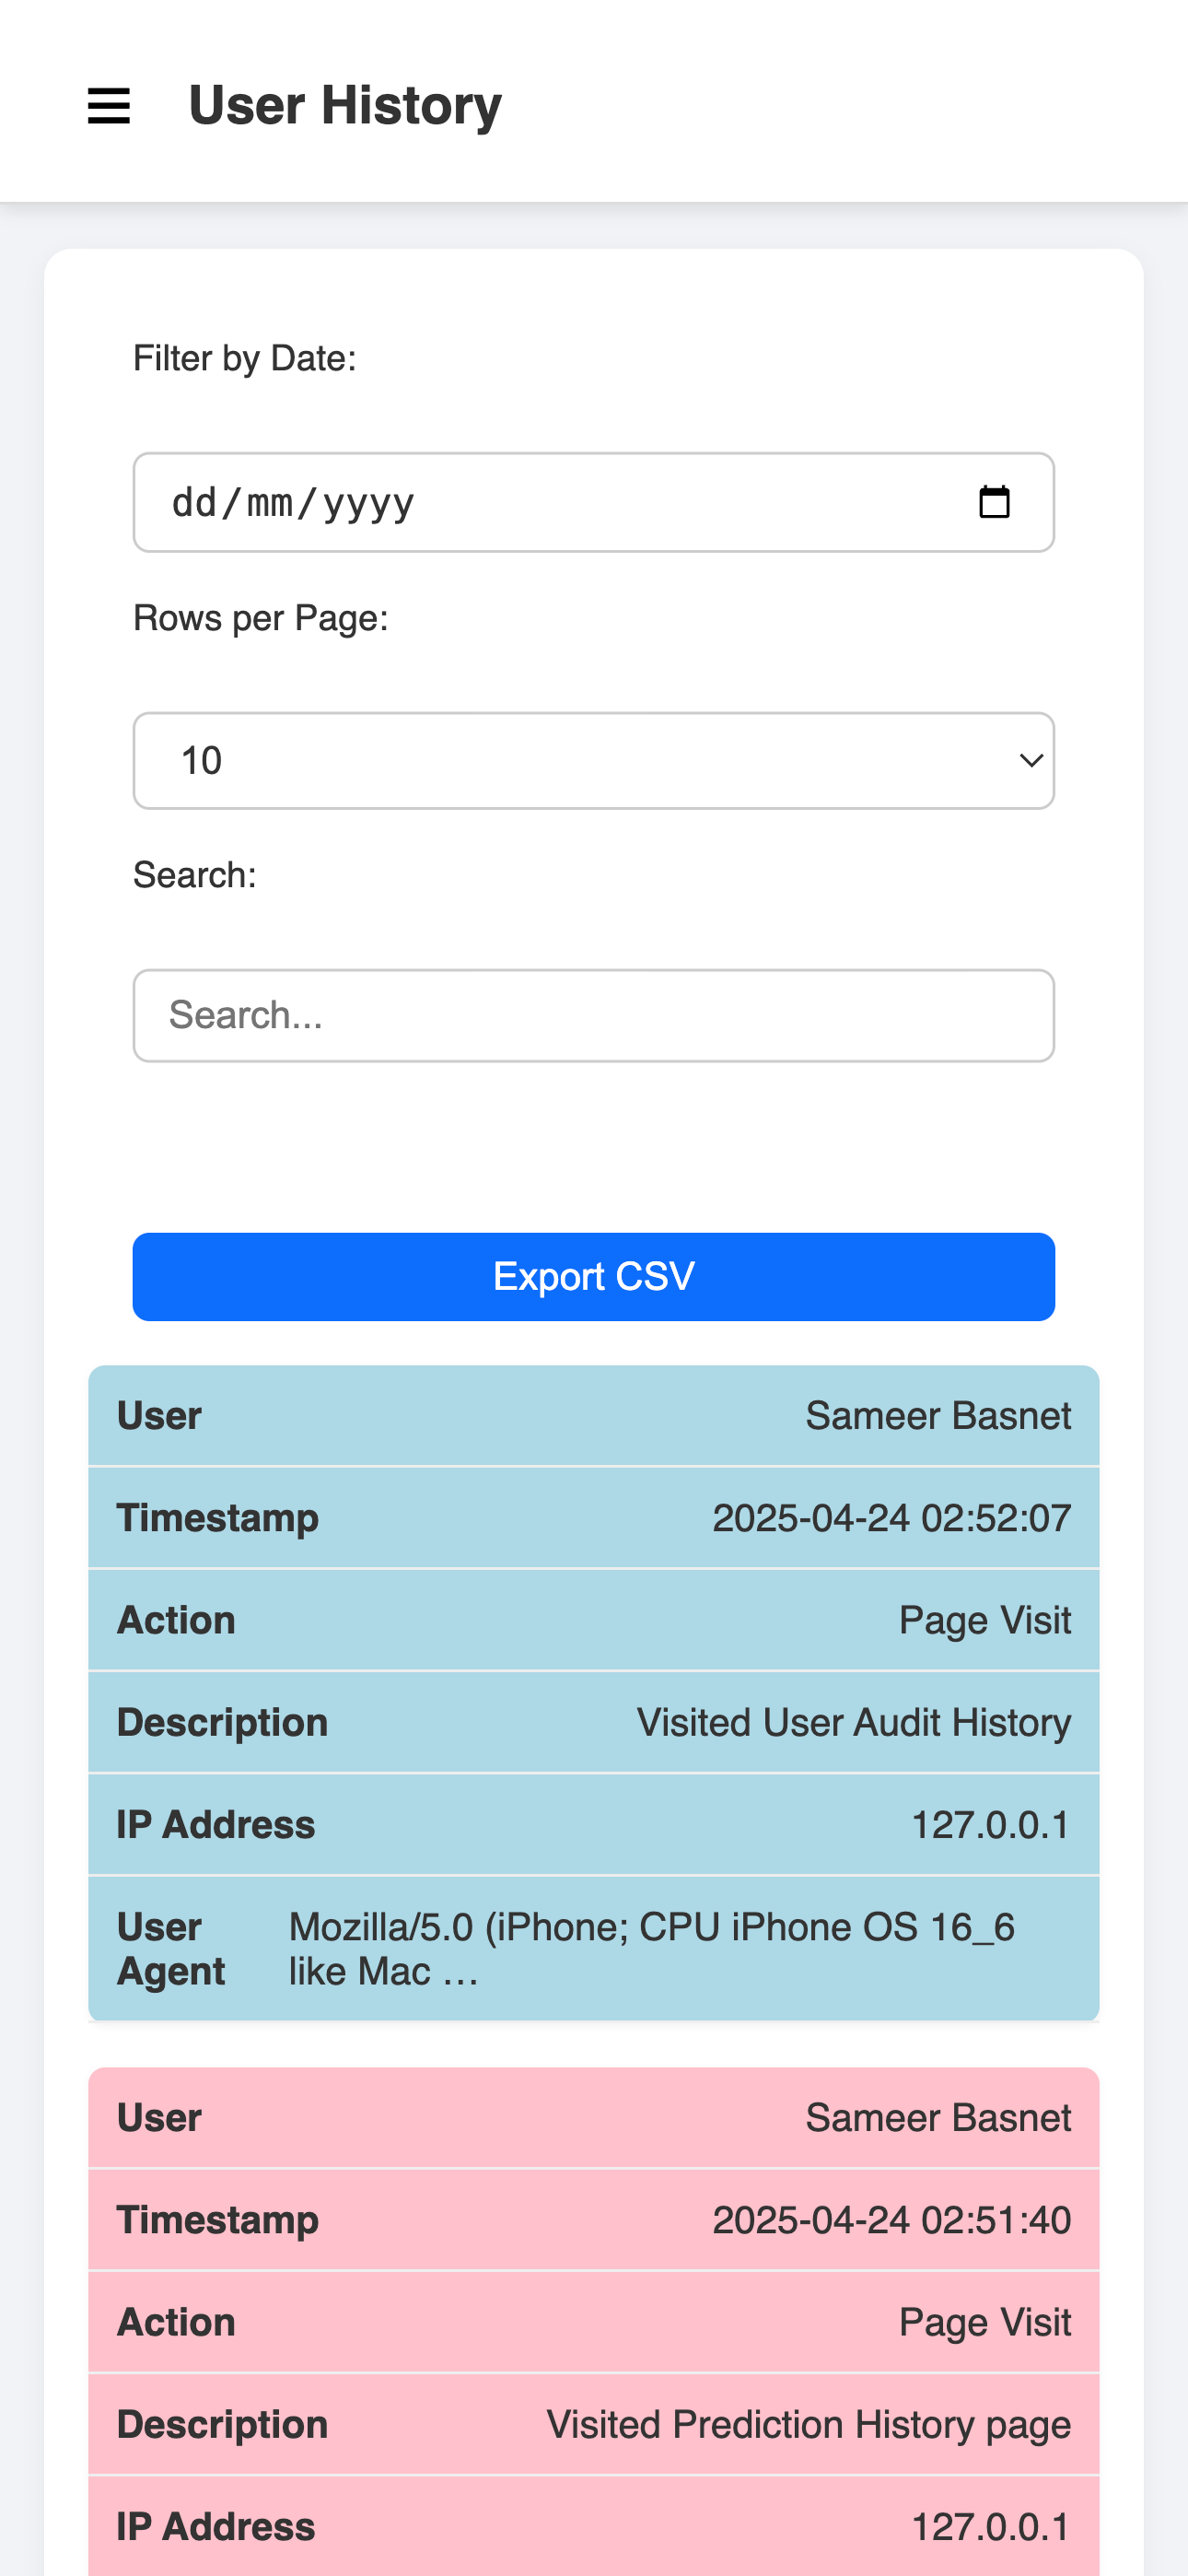 User History
Filter by Date:
dd/mm/yyyy
Rows per Page:
10
Search:
Search...
Export CSV
User Sameer Basnet
Timestamp 2025-04-24 02:52:07
Action Page Visit
Description Visited User Audit History
IP Address 127.0.0.1
User Agent Mozilla/5.0 (iPhone; CPU iPhone OS 16_6
like Mac …
User Sameer Basnet
Timestamp 2025-04-24 02:51:40
Action Page Visit
Description Visited Prediction History page
IP Address 127.0.0.1